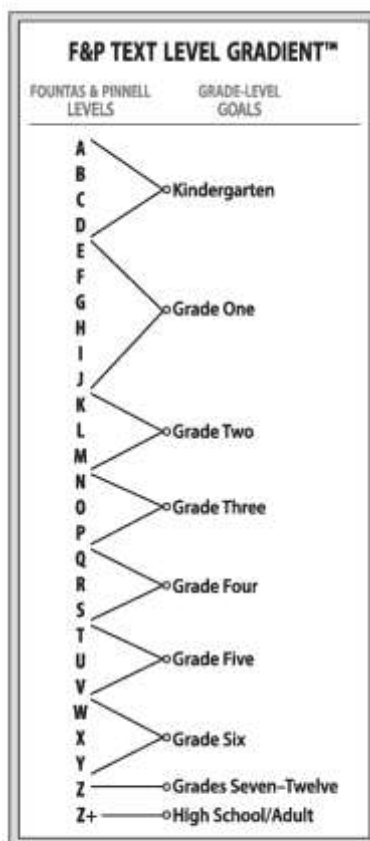 F&P TEXT LEVEL GRADIENT™
FOUNTAS & PINNELL LEVELS
GRADE-LEVEL GOALS
A
B
C
D
Kindergarten
E
F
G
H
I
J
Grade One
K
L
M
Grade Two
N
O
P
Grade Three
Q
R
S
Grade Four
T
U
V
Grade Five
W
X
Y
Grade Six
Z
Grades Seven–Twelve
Z+
High School/Adult